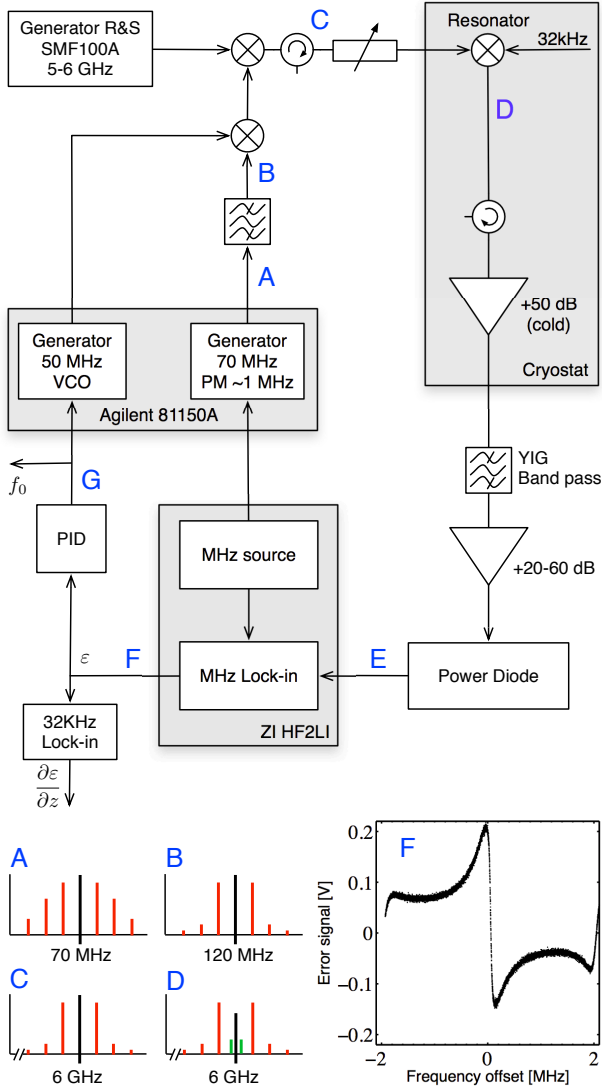 Generator R&S
SMF100A
5-6 GHz
C
Resonator
32kHz
D
B
A
+50 dB
(cold)
Cryostat
Generator
50 MHz
VCO
Generator
70 MHz
PM ~1 MHz
Agilent 81150A
YIG
Band pass
G
f₀
PID
MHz source
+20-60 dB
ε
F
MHz Lock-in
E
Power Diode
ZI HF2LI
32KHz
Lock-in
∂ε
∂z
A
70 MHz
B
120 MHz
C
6 GHz
D
6 GHz
F
Error signal [V]
0.2
0.1
0
−0.1
−0.2
−2
0
2
Frequency offset [MHz]